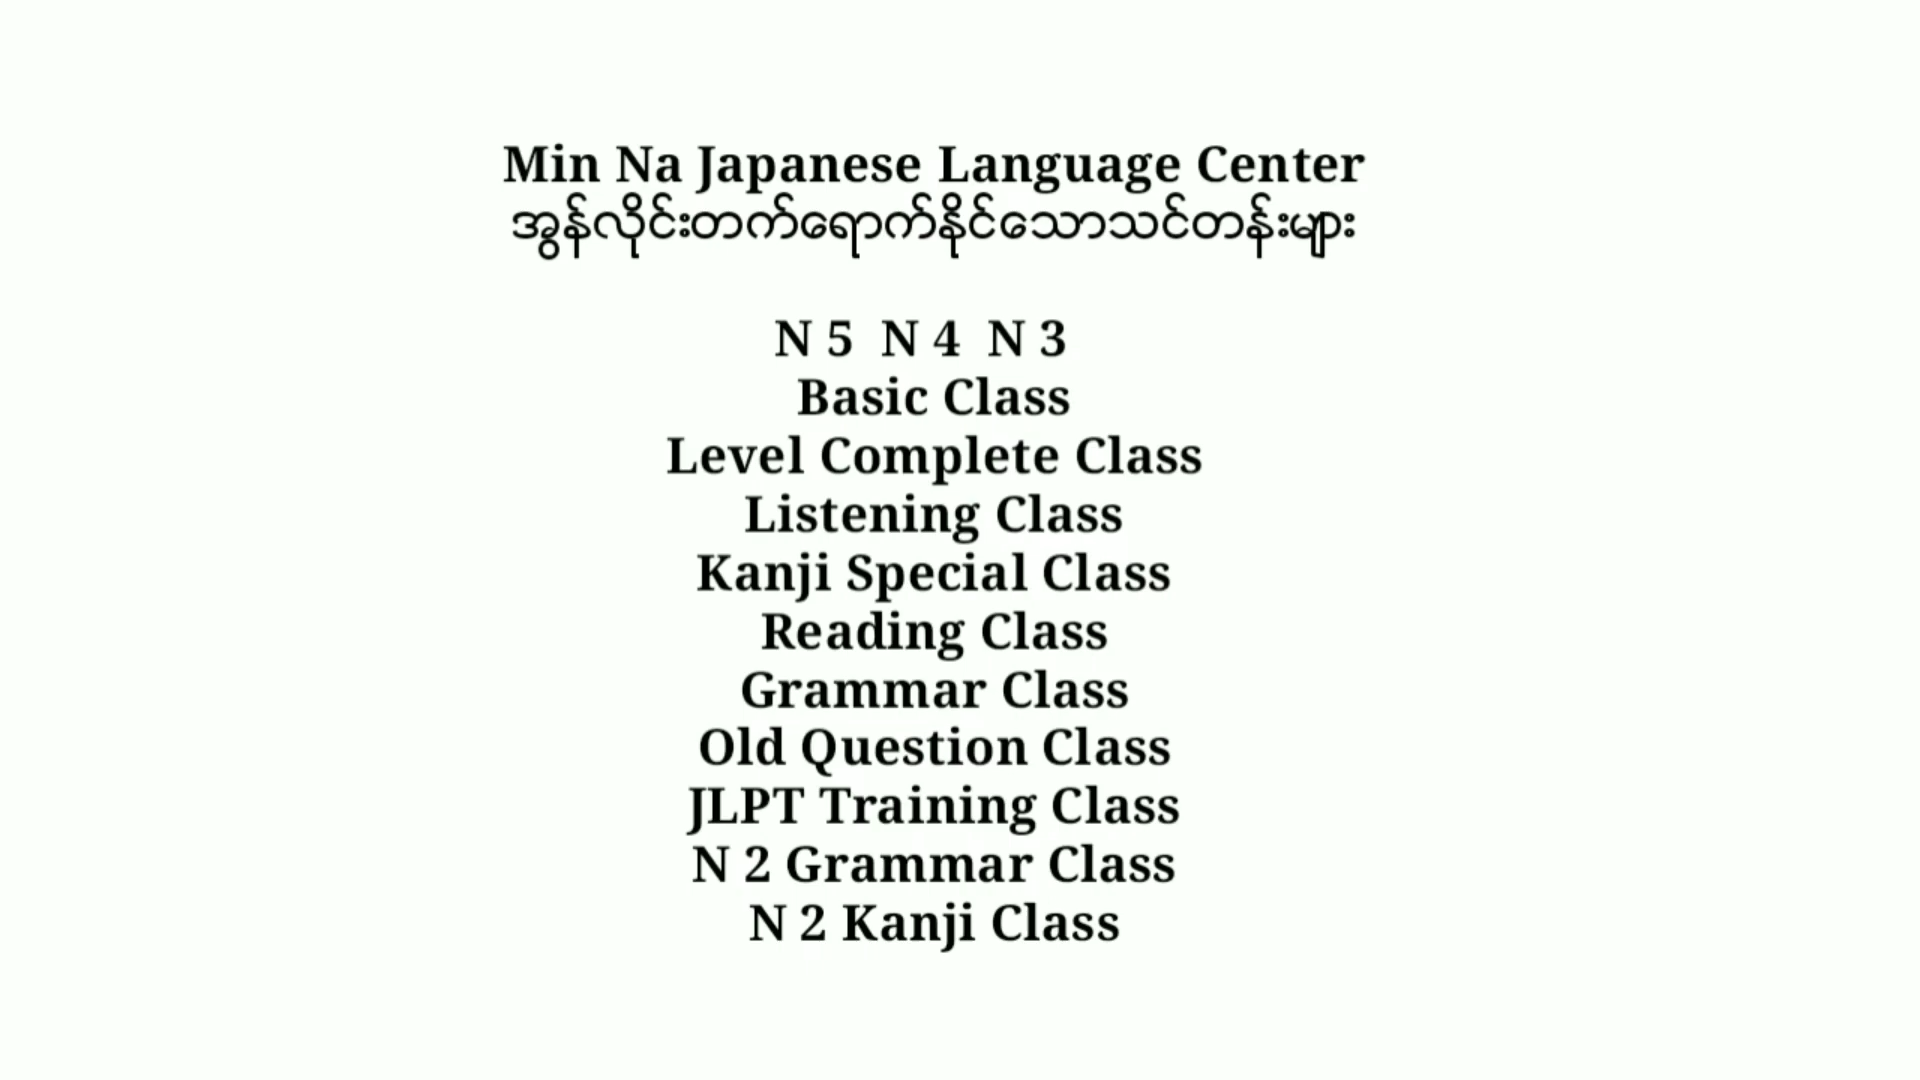 Min Na Japanese Language Center
အွန်လိုင်းတက်ရောက်နိုင်သောသင်တန်းများ
N 5 N 4 N 3
Basic Class
Level Complete Class
Listening Class
Kanji Special Class
Reading Class
Grammar Class
Old Question Class
JLPT Training Class
N 2 Grammar Class
N 2 Kanji Class